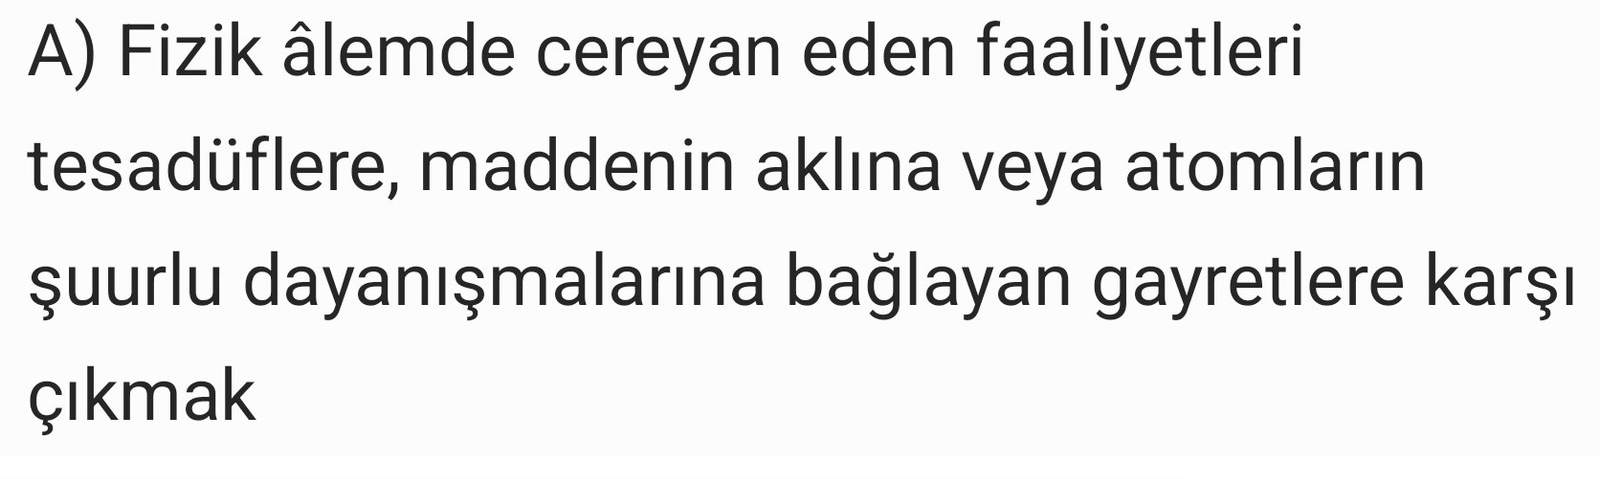 A) Fizik âlemde cereyan eden faaliyetleri
tesadüflere, maddenin aklına veya atomların
şuurlu dayanışmalarına bağlayan gayretlere karşı
çıkmak